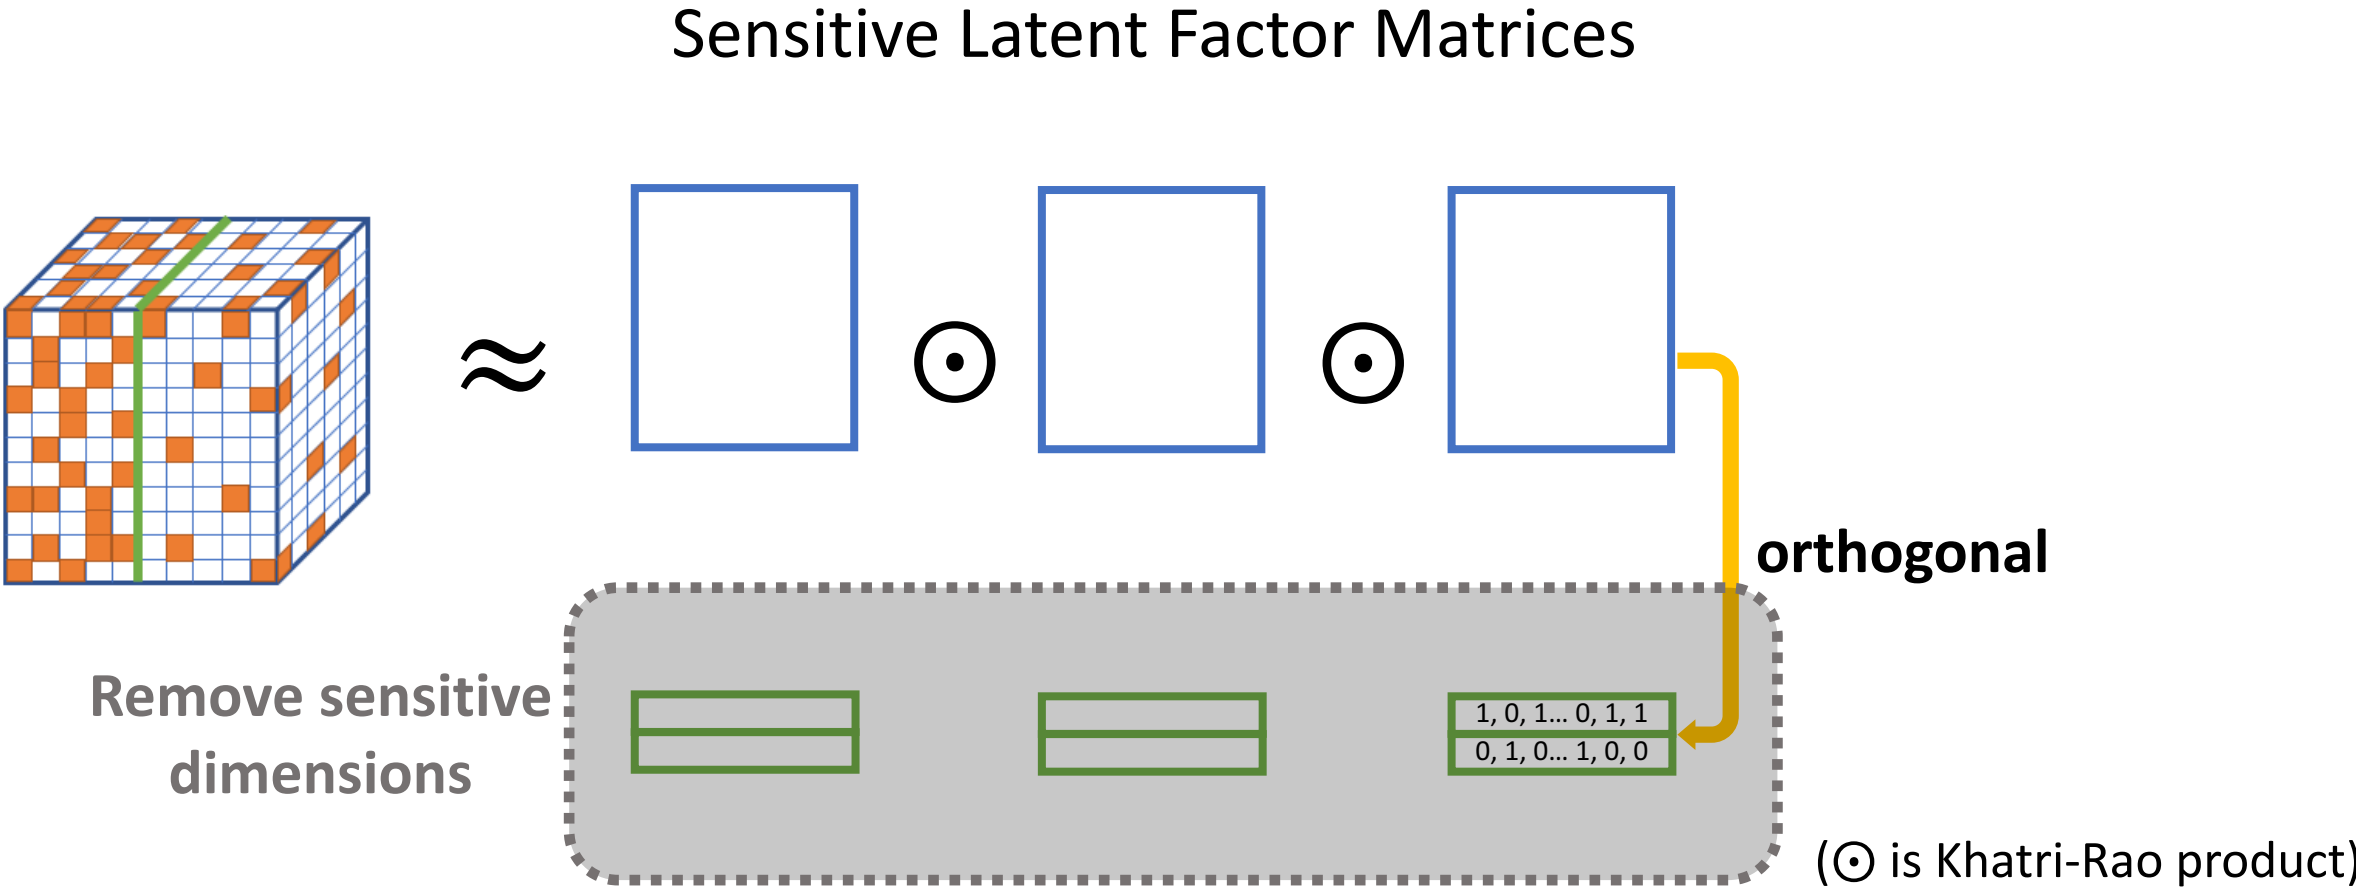 Sensitive Latent Factor Matrices
≈
⊙ ⊙
orthogonal
Remove sensitive
dimensions
1, 0, 1... 0, 1, 1
0, 1, 0... 1, 0, 0
(⊙ is Khatri-Rao product)